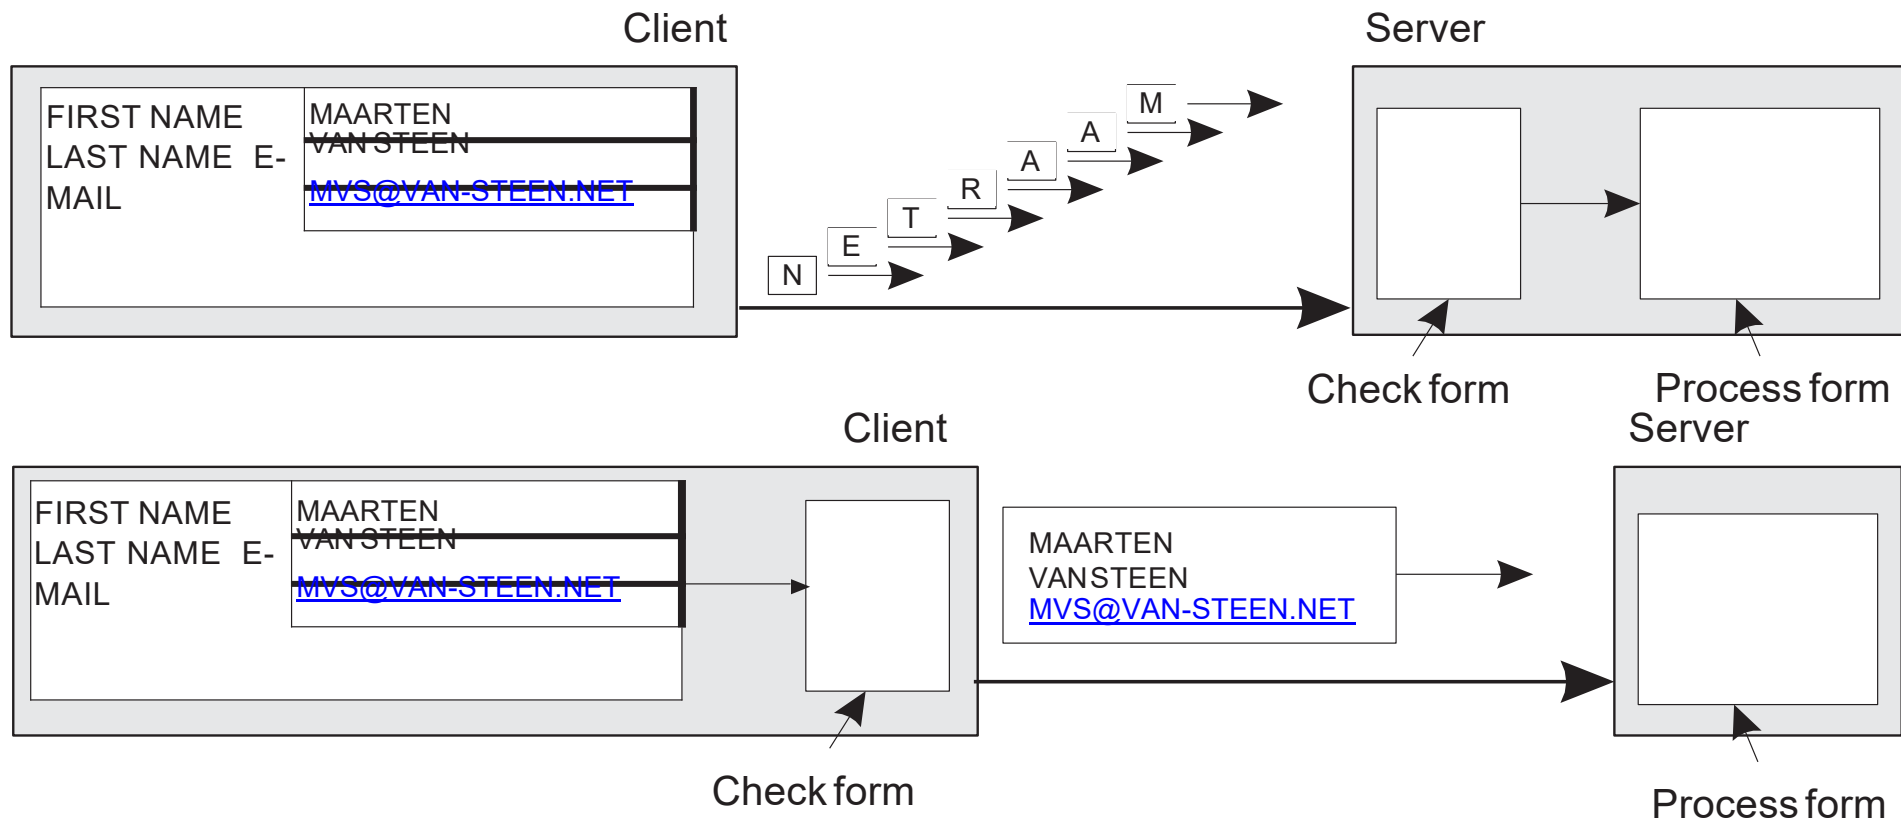 Client
Server
FIRST NAME
LAST NAME E-
MAIL
MAARTEN
VAN STEEN
MVS@VAN-STEEN.NET
M
A
A
R
T
E
N
Check form
Process form
Client
Server
FIRST NAME
LAST NAME E-
MAIL
MAARTEN
VAN STEEN
MVS@VAN-STEEN.NET
MAARTEN
VANSTEEN
MVS@VAN-STEEN.NET
Check form
Process form